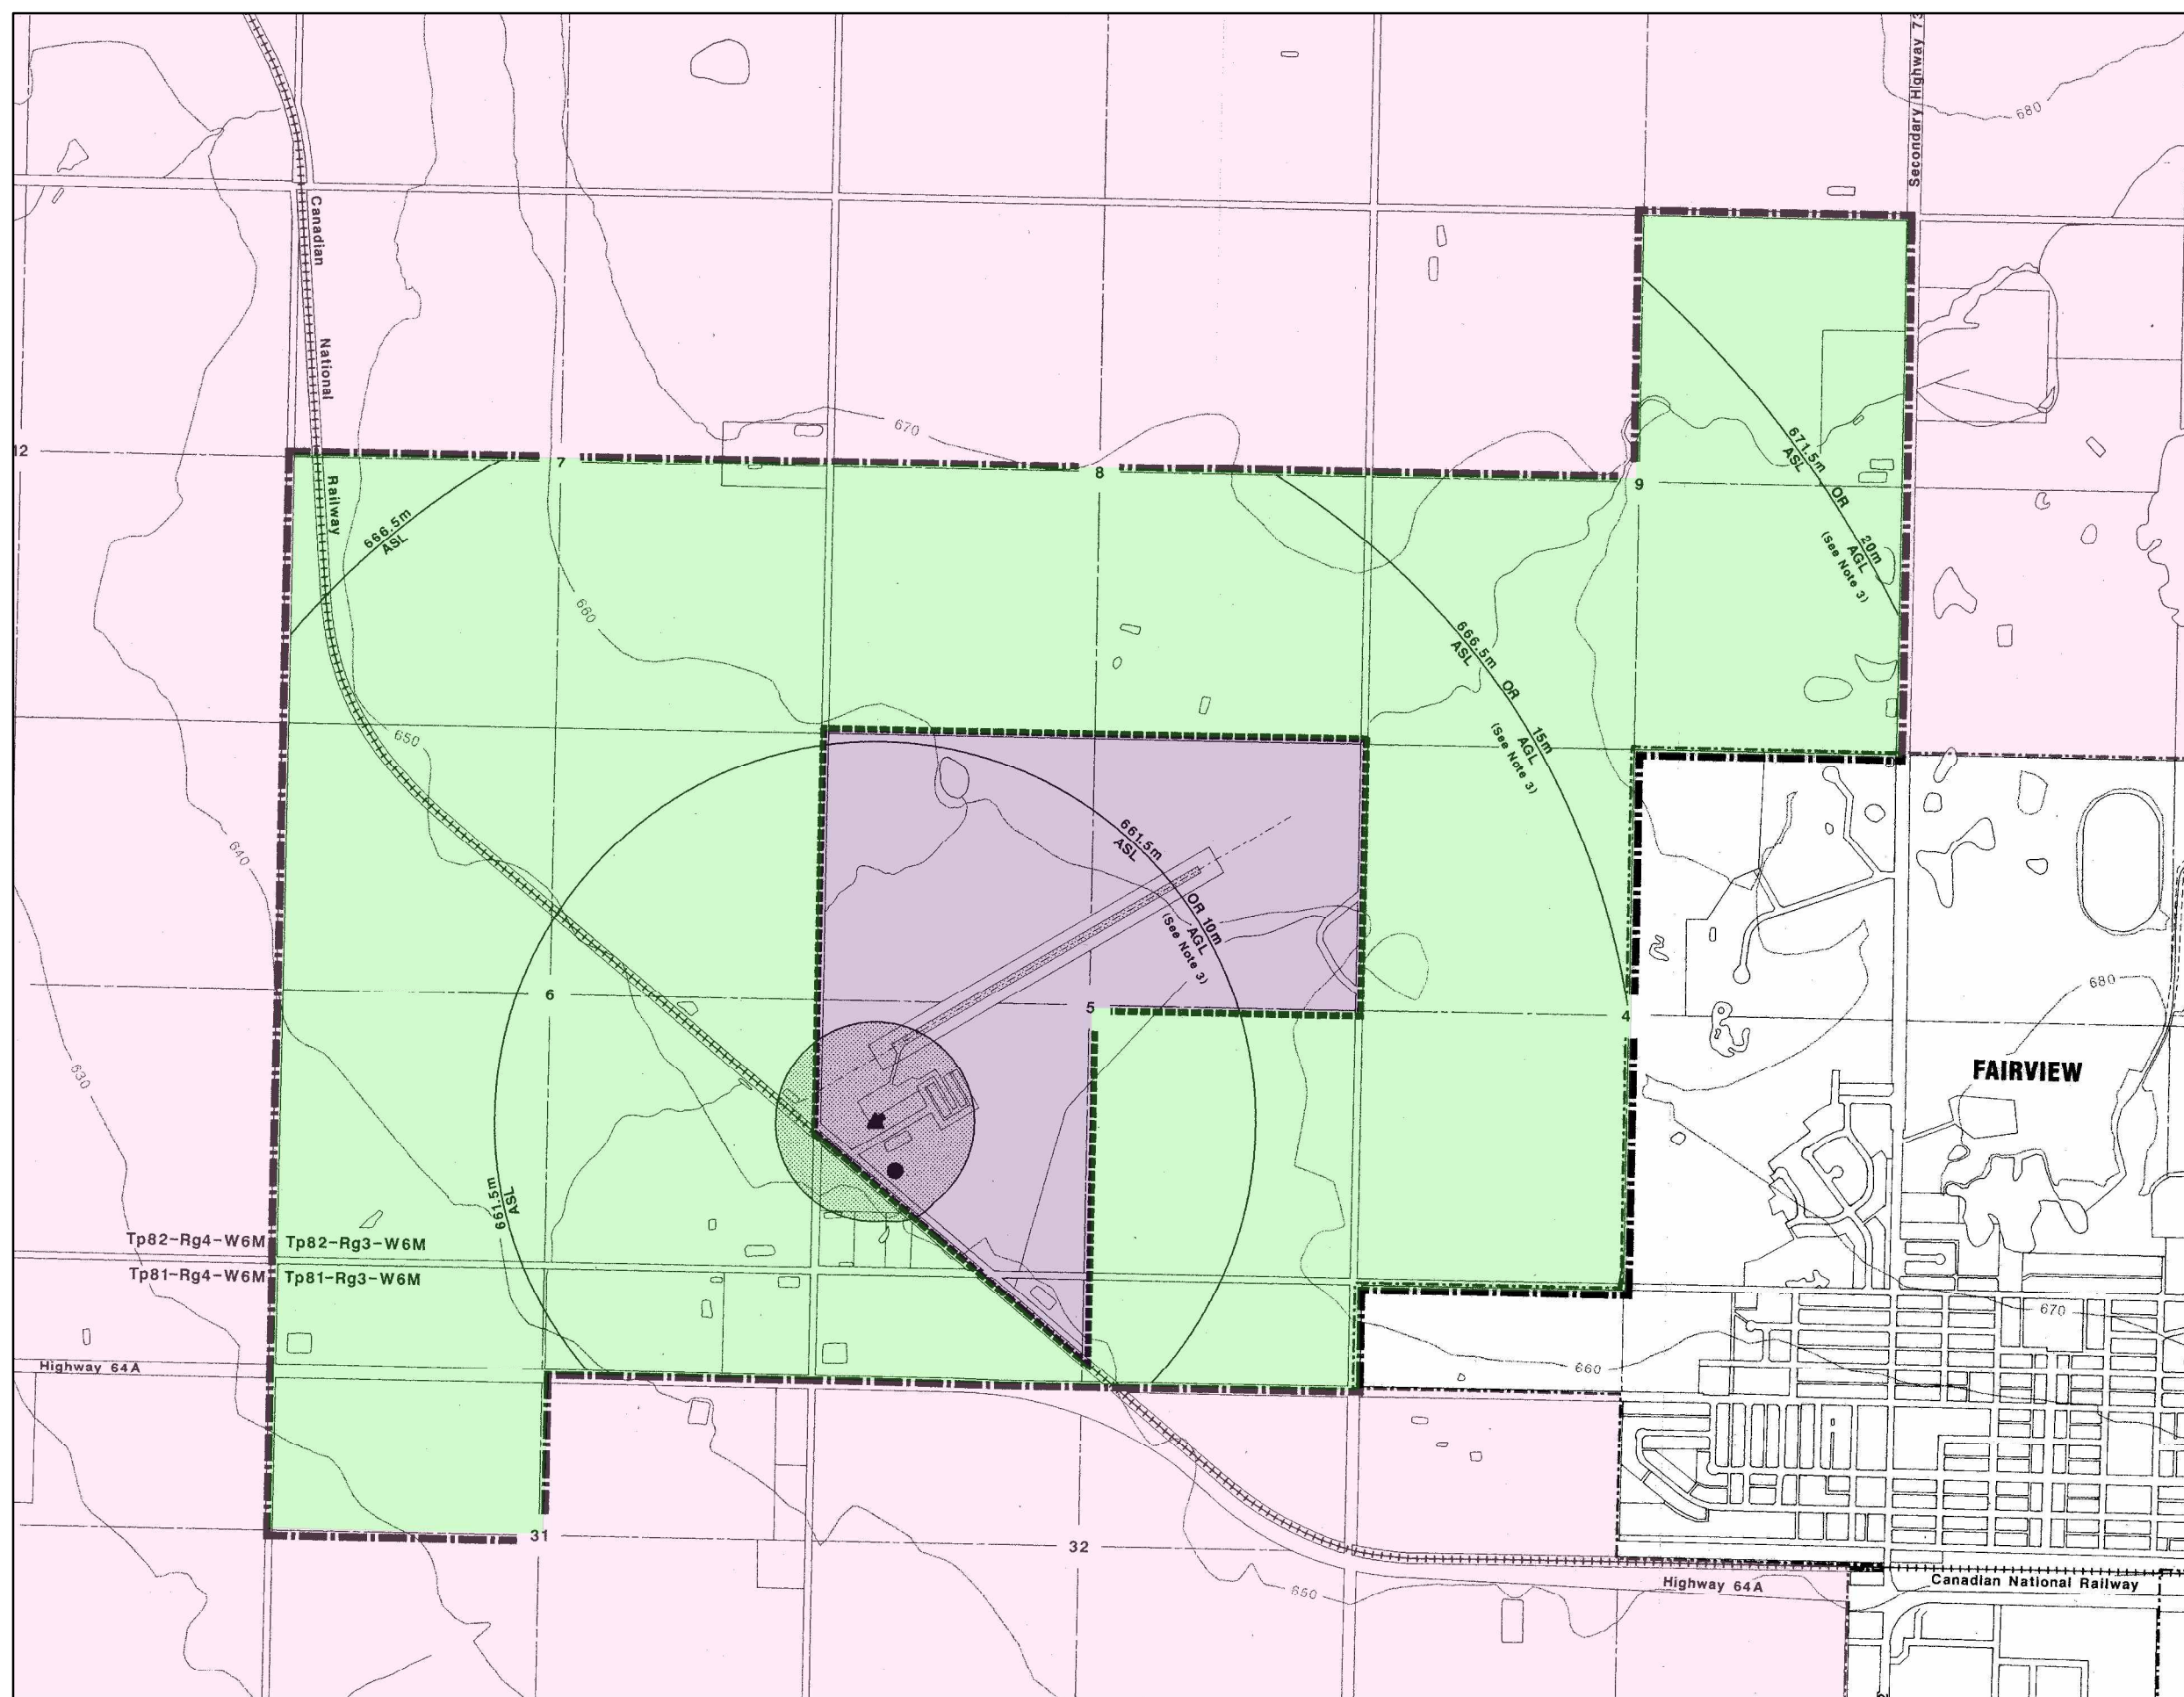 Secondary Highway 73
680
Canadian
National
Railway
670
12
7
8
9
671.5m
ASL
OR
20m
AGL
(See Note 3)
666.5m
ASL
660
666.5m
ASL
OR
15m
AGL
(See Note 3)
650
640
661.5m
ASL
OR 10m
AGL
(See Note 3)
6
5
4
680
630
FAIRVIEW
661.5m
ASL
Tp82-Rg4-W6M
Tp82-Rg3-W6M
Tp81-Rg4-W6M
Tp81-Rg3-W6M
670
Highway 64A
660
31
32
650
Highway 64A
Canadian National Railway